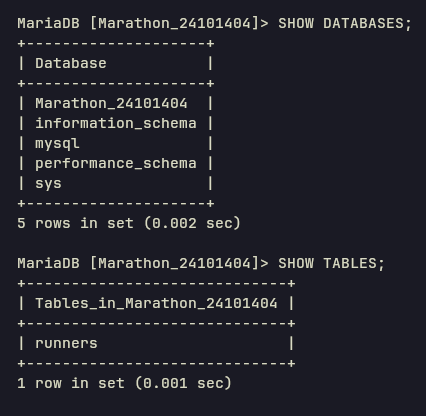 MariaDB [Marathon_24101404]> SHOW DATABASES;
+--------------------+
| Database           |
+--------------------+
| Marathon_24101404  |
| information_schema |
| mysql              |
| performance_schema |
| sys                |
+--------------------+
5 rows in set (0.002 sec)

MariaDB [Marathon_24101404]> SHOW TABLES;
+-----------------------------+
| Tables_in_Marathon_24101404 |
+-----------------------------+
| runners                     |
+-----------------------------+
1 row in set (0.001 sec)